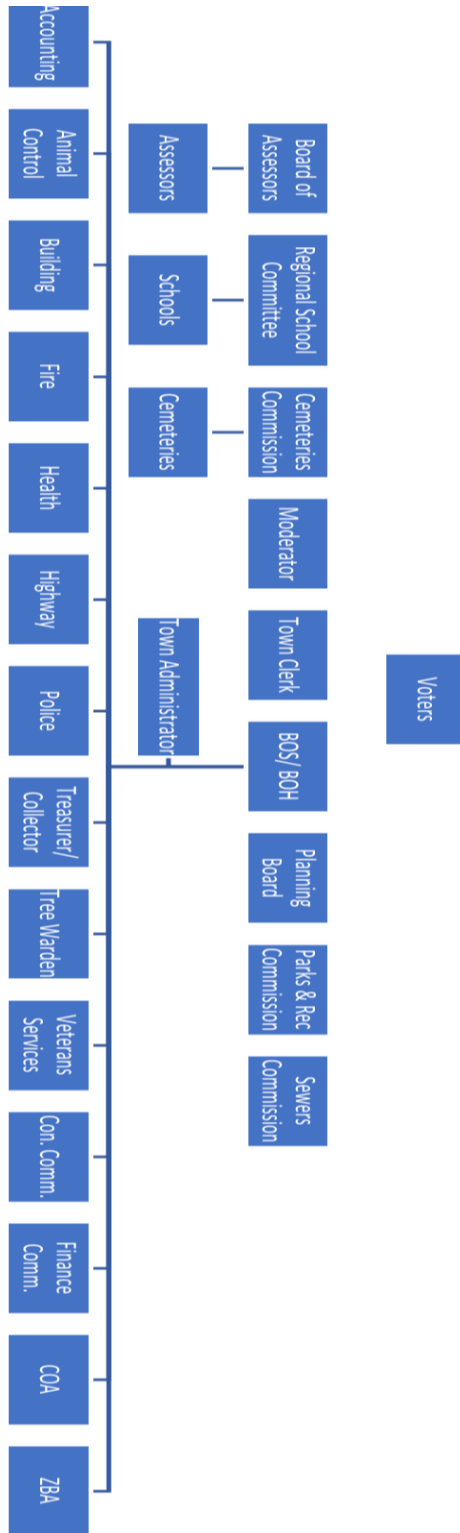 Voters
Board of
Assessors
Regional School
Committee
Cemeteries
Commission
Moderator
Town Clerk
BOS/ BOH
Planning
Board
Parks & Rec
Commission
Sewers
Commission
Assessors
Schools
Cemeteries
Town Administrator
Accounting
Animal
Control
Building
Fire
Health
Highway
Police
Treasurer/
Collector
Tree Warden
Veterans
Services
Con. Comm.
Finance
Comm.
COA
ZBA